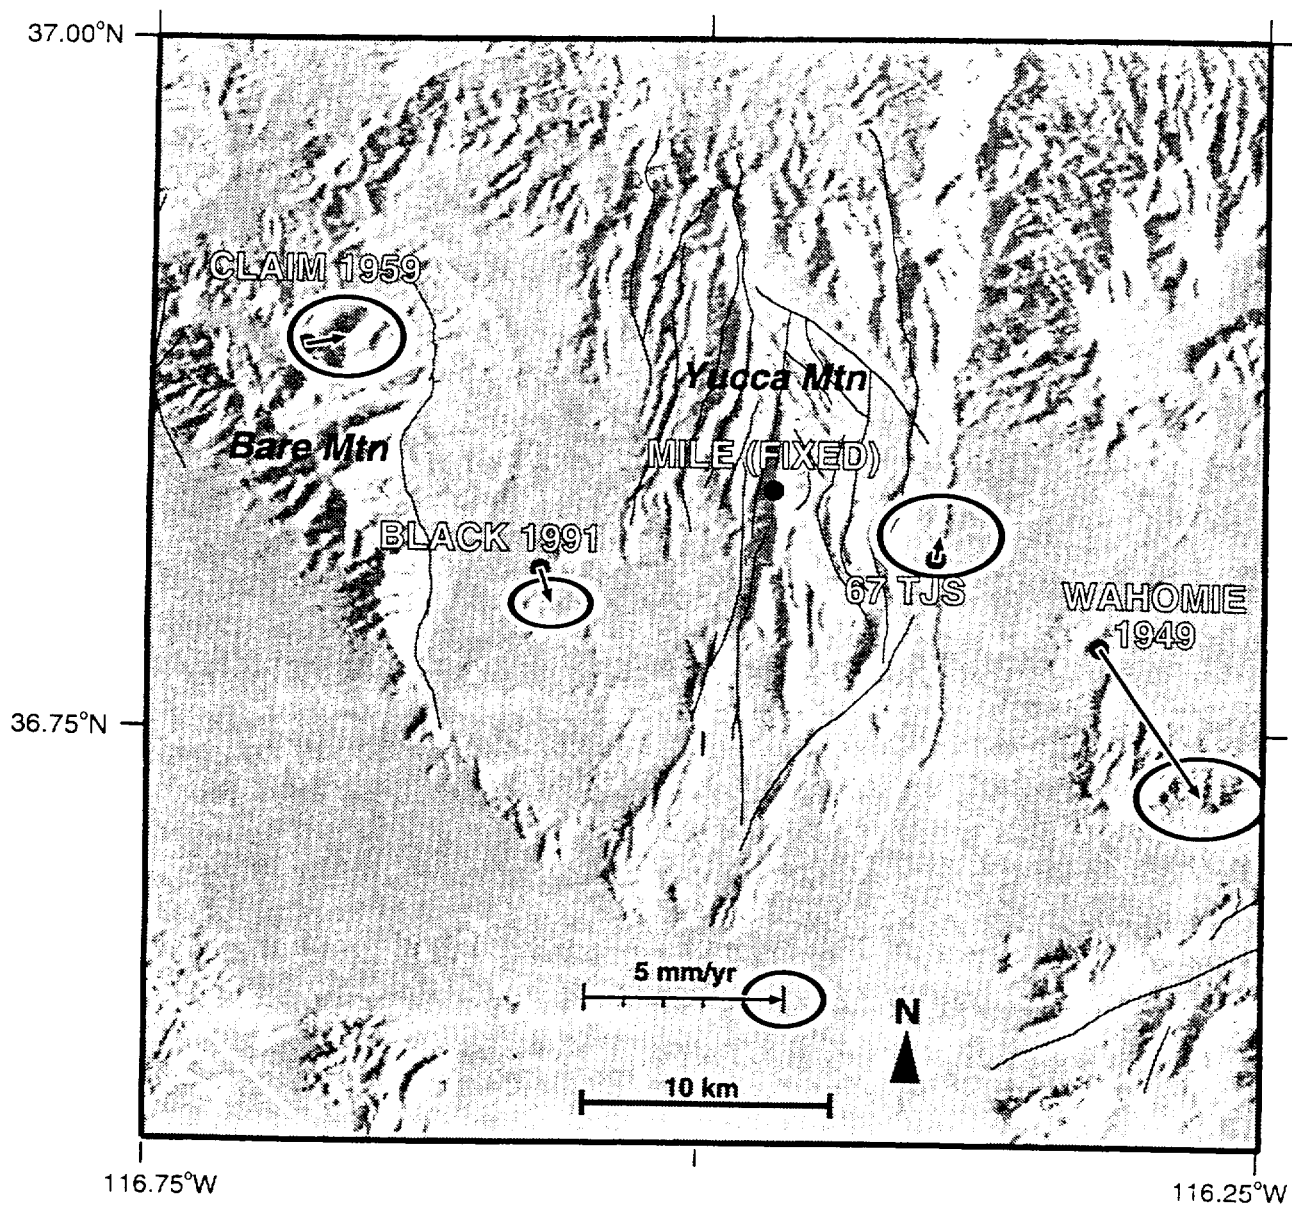 37.00°N
CLAIM 1959
Yucca Mtn
Bare Mtn
MILE (FIXED)
BLACK 1991
67 TJS
WAHOMIE
1949
36.75°N
5 mm/yr
N
10 km
116.75°W
116.25°W